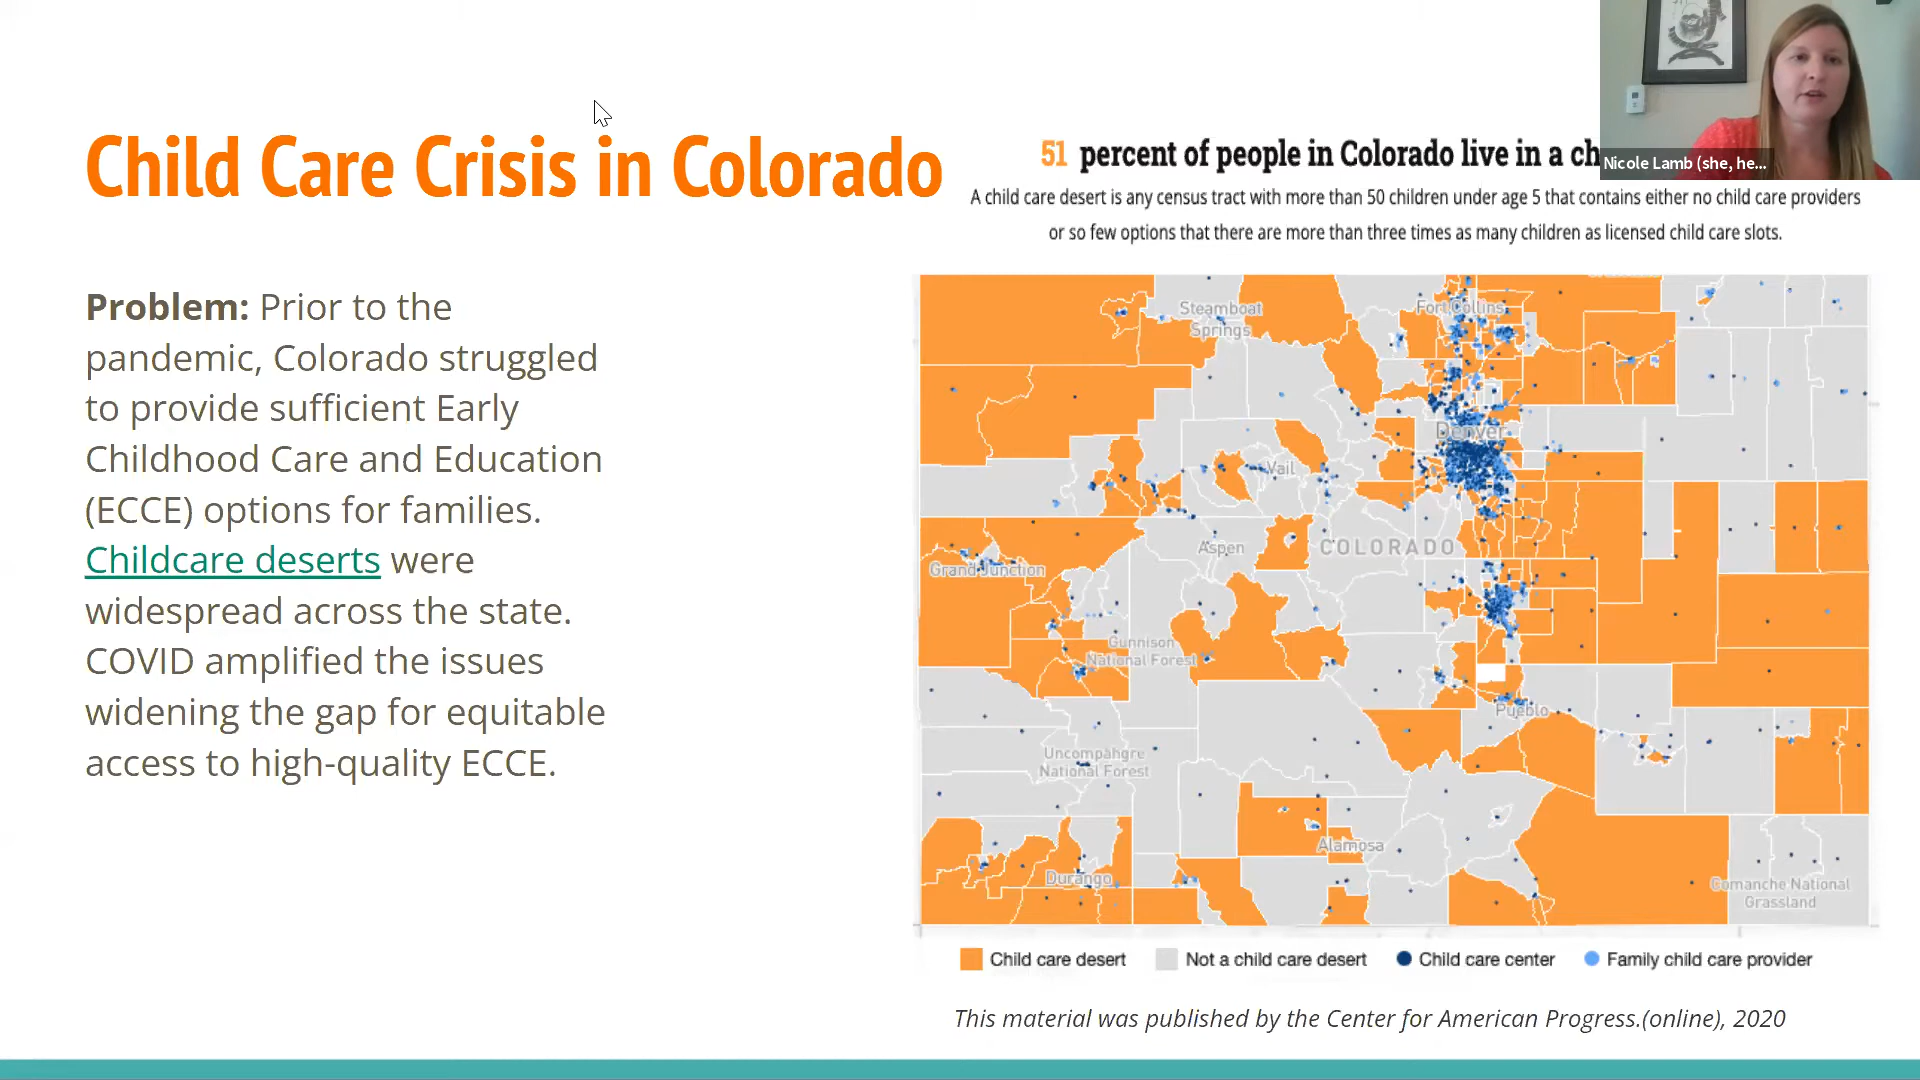 Child Care Crisis in Colorado
Problem: Prior to the
pandemic, Colorado struggled
to provide sufficient Early
Childhood Care and Education
(ECCE) options for families.
Childcare deserts were
widespread across the state.
COVID amplified the issues
widening the gap for equitable
access to high-quality ECCE.
51 percent of people in Colorado live in a ch
Nicole Lamb (she, he...
A child care desert is any census tract with more than 50 children under age 5 that contains either no child care providers
or so few options that there are more than three times as many children as licensed child care slots.
Steamboat
Springs
Fort Collins
Denver
Vail
Aspen
COLORADO
Grand Junction
Gunnison
National Forest
Pueblo
Uncompahgre
National Forest
Alamosa
Durango
Comanche National
Grassland
Child care desert
Not a child care desert
Child care center
Family child care provider
This material was published by the Center for American Progress.(online), 2020